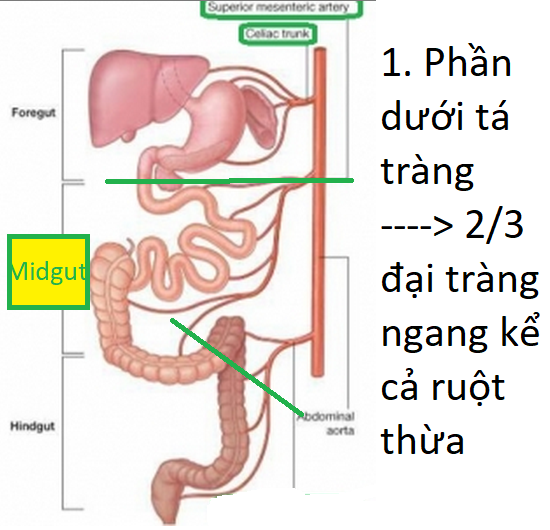 Superior mesenteric artery
Celiac trunk
Foregut
Midgut
Hindgut
Abdominal
aorta
1. Phần
dưới tá
tràng
----> 2/3
đại tràng
ngang kể
cả ruột
thừa